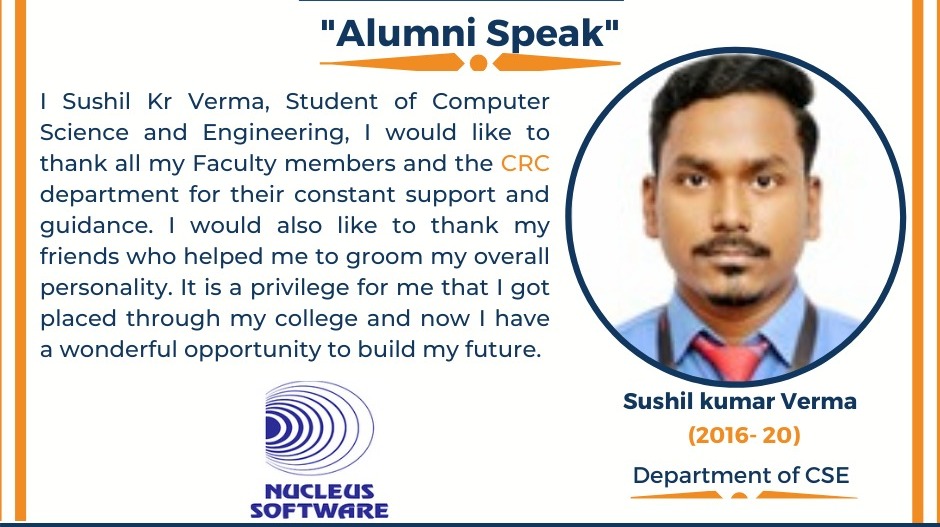 "Alumni Speak"
I Sushil Kr Verma, Student of Computer
Science and Engineering, I would like to
thank all my Faculty members and the CRC
department for their constant support and
guidance. I would also like to thank my
friends who helped me to groom my overall
personality. It is a privilege for me that I got
placed through my college and now I have
a wonderful opportunity to build my future.
NUCLEUS
SOFTWARE
Sushil kumar Verma
(2016- 20)
Department of CSE